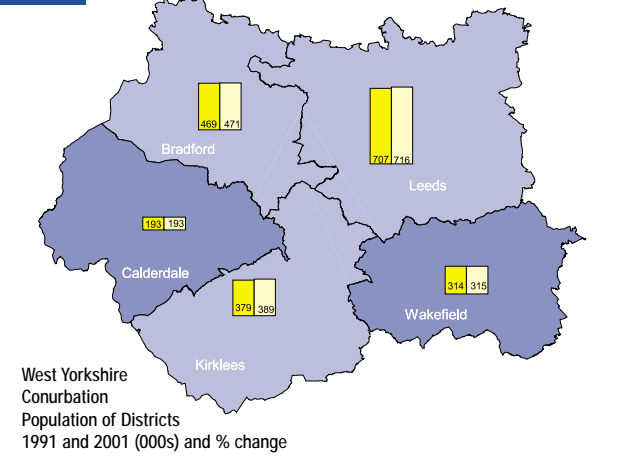 469 471
Bradford
707 716
Leeds
193 193
Calderdale
314 315
Wakefield
379 389
Kirklees
West Yorkshire
Conurbation
Population of Districts
1991 and 2001 (000s) and % change